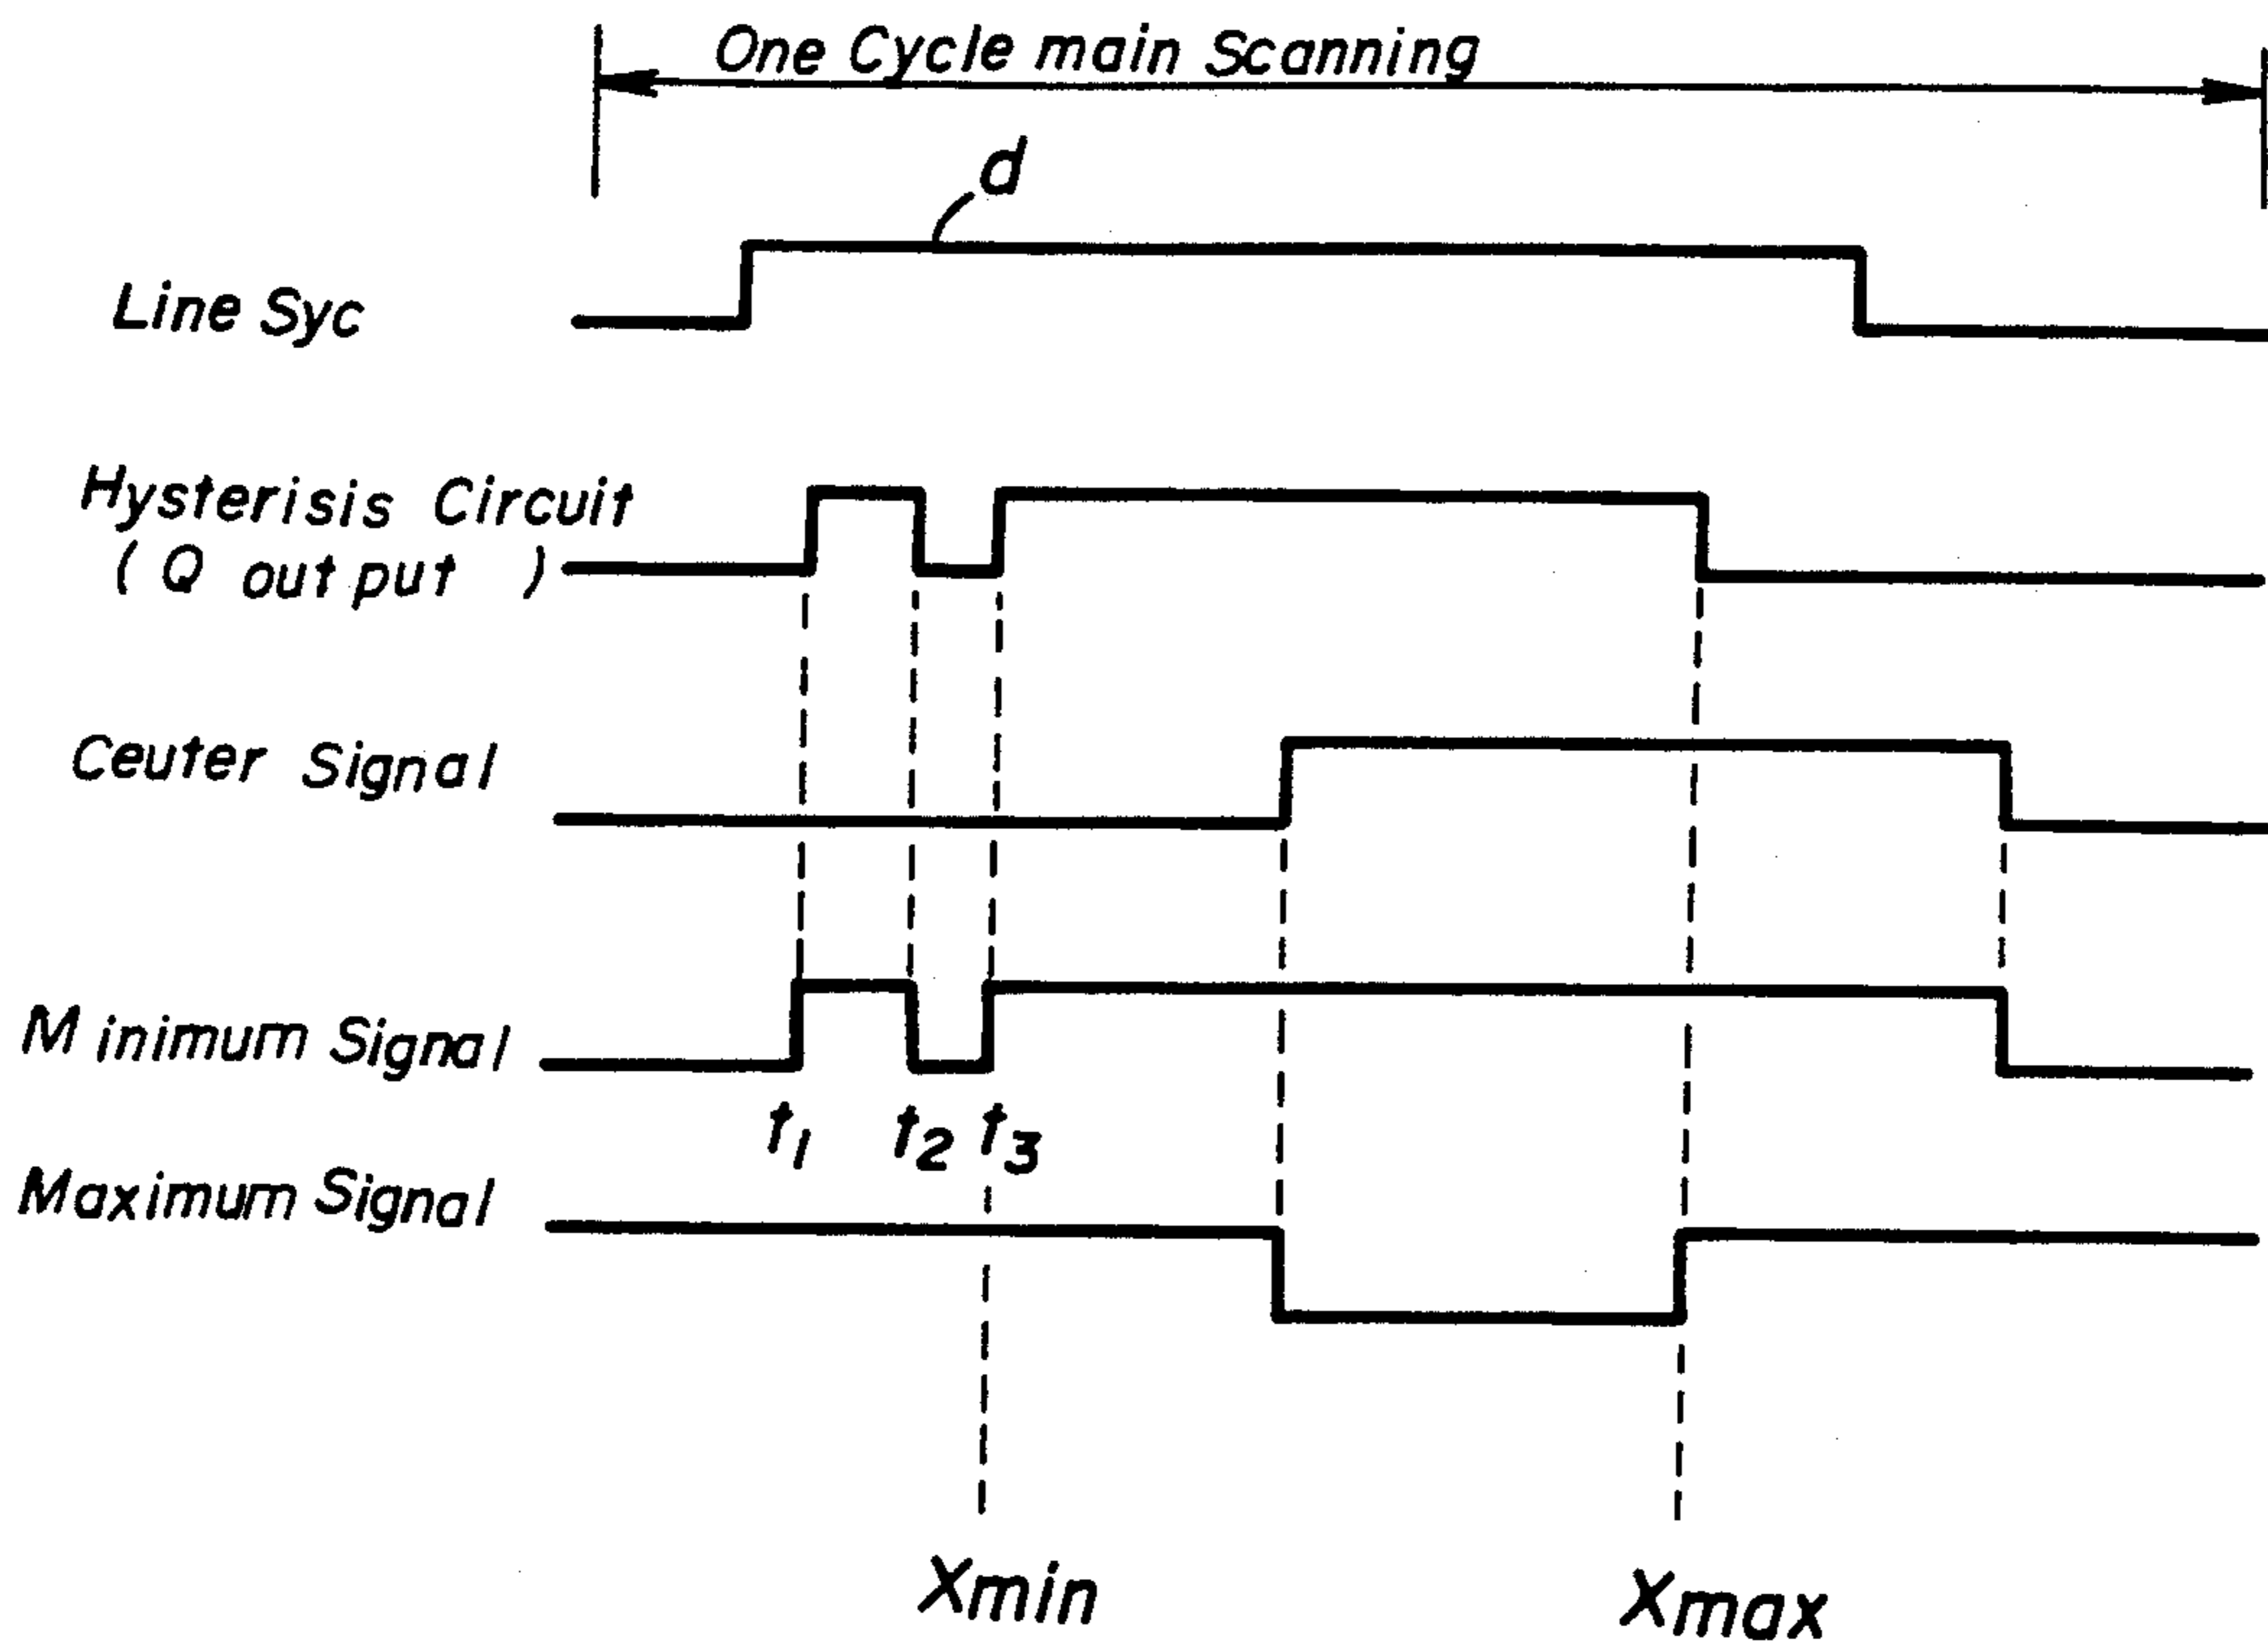 One Cycle main Scanning
d
Line Syc
Hysterisis Circuit
( Q out put )
Ceuter Signal
Minimum Signal
t1 t2 t3
Maximum Signal
Xmin Xmax